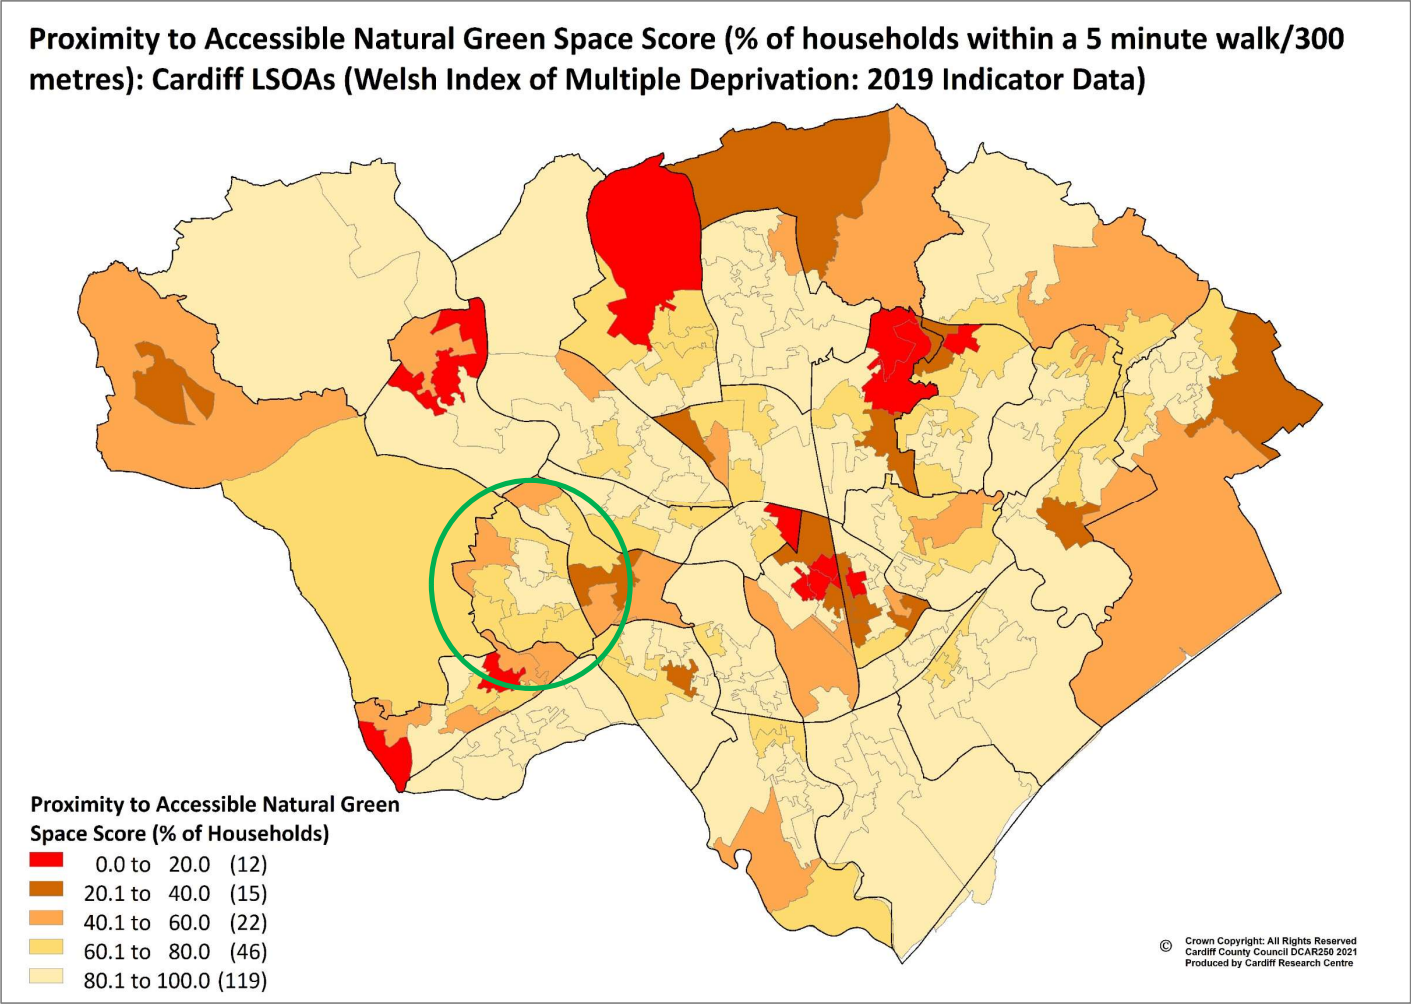 Proximity to Accessible Natural Green Space Score (% of households within a 5 minute walk/300
metres): Cardiff LSOAs (Welsh Index of Multiple Deprivation: 2019 Indicator Data)
Proximity to Accessible Natural Green
Space Score (% of Households)
0.0 to 20.0 (12)
20.1 to 40.0 (15)
40.1 to 60.0 (22)
60.1 to 80.0 (46)
80.1 to 100.0 (119)
© Crown Copyright: All Rights Reserved
Cardiff County Council DCAR250 2021
Produced by Cardiff Research Centre